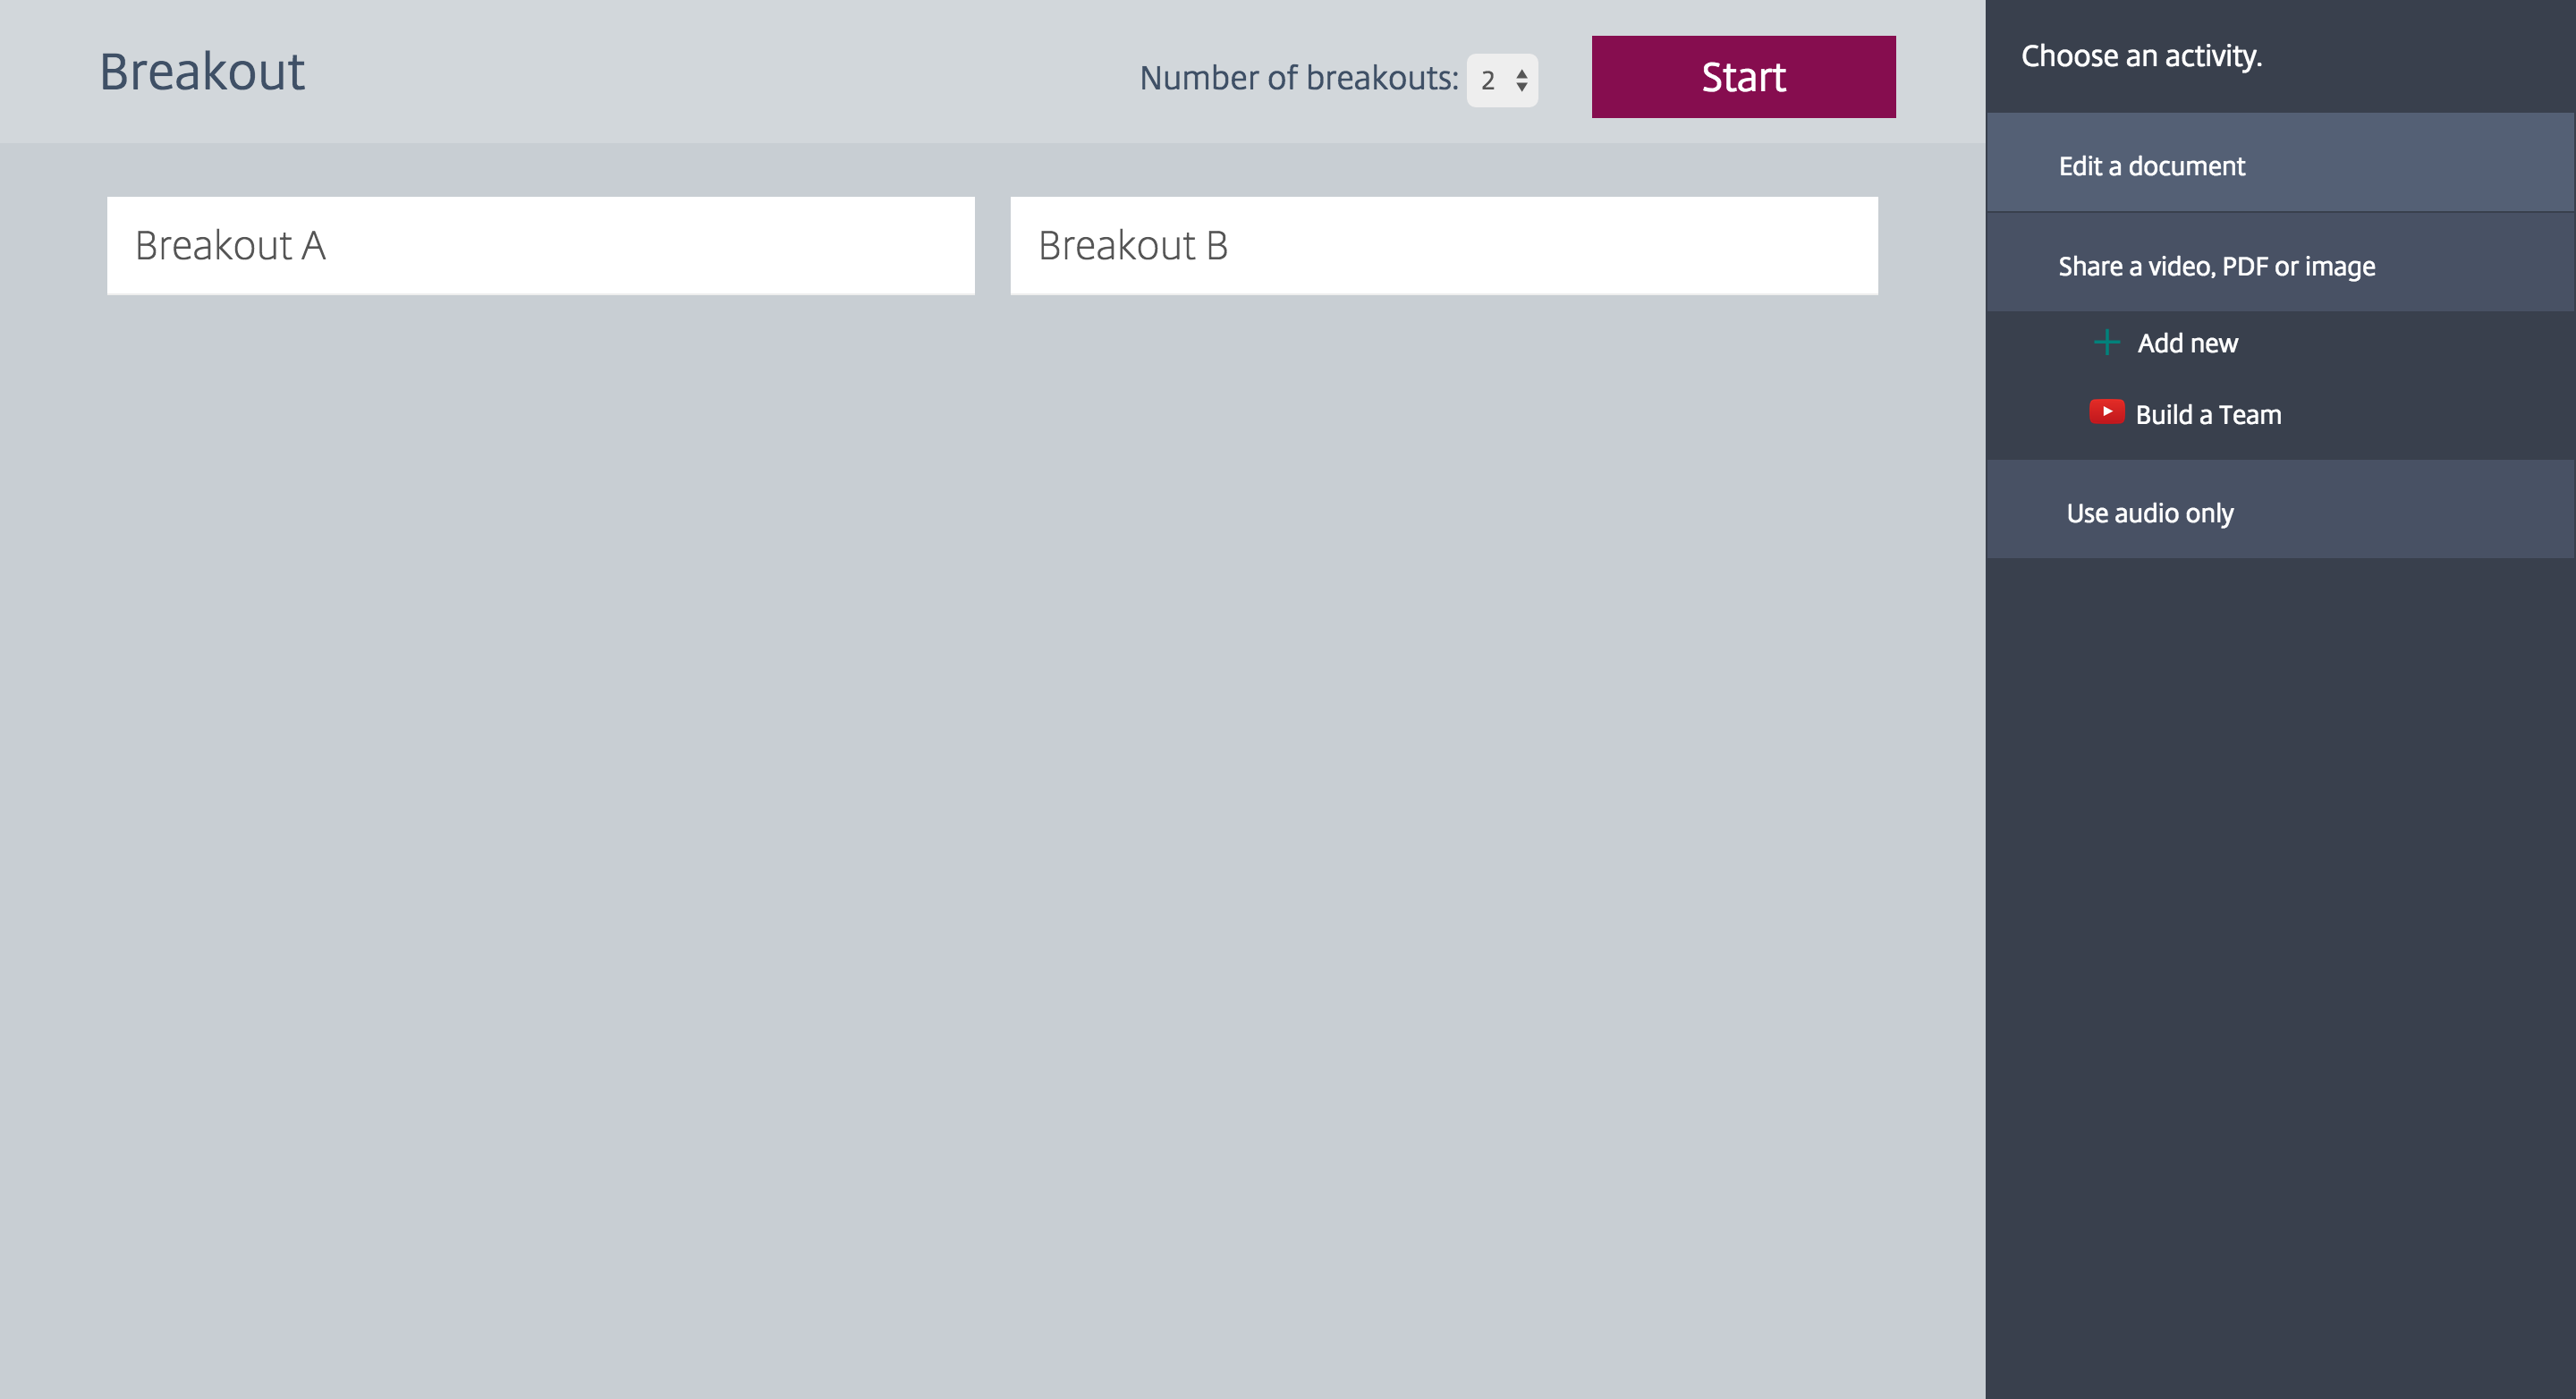 Breakout
Number of breakouts: 2
Start
Breakout A
Breakout B
Choose an activity.
Edit a document
Share a video, PDF or image
Add new
Build a Team
Use audio only